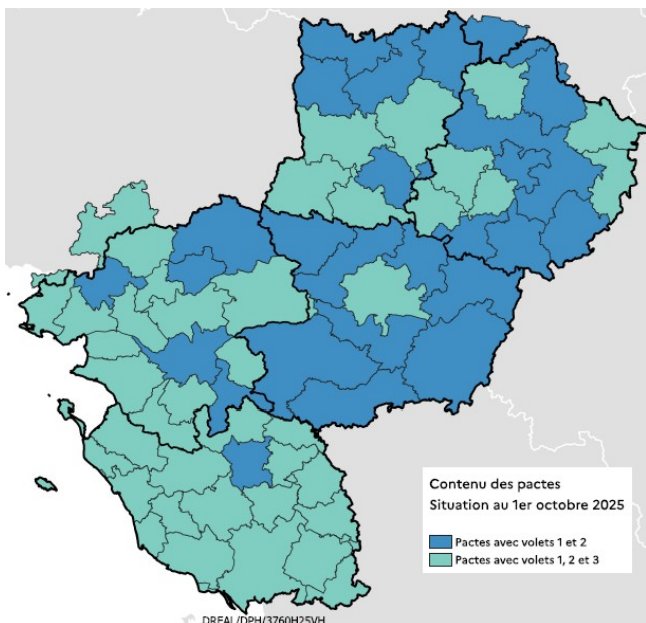 Contenu des pactes
Situation au 1er octobre 2025
Pactes avec volets 1 et 2
Pactes avec volets 1, 2 et 3
DREAL/DPH/3760H25VH